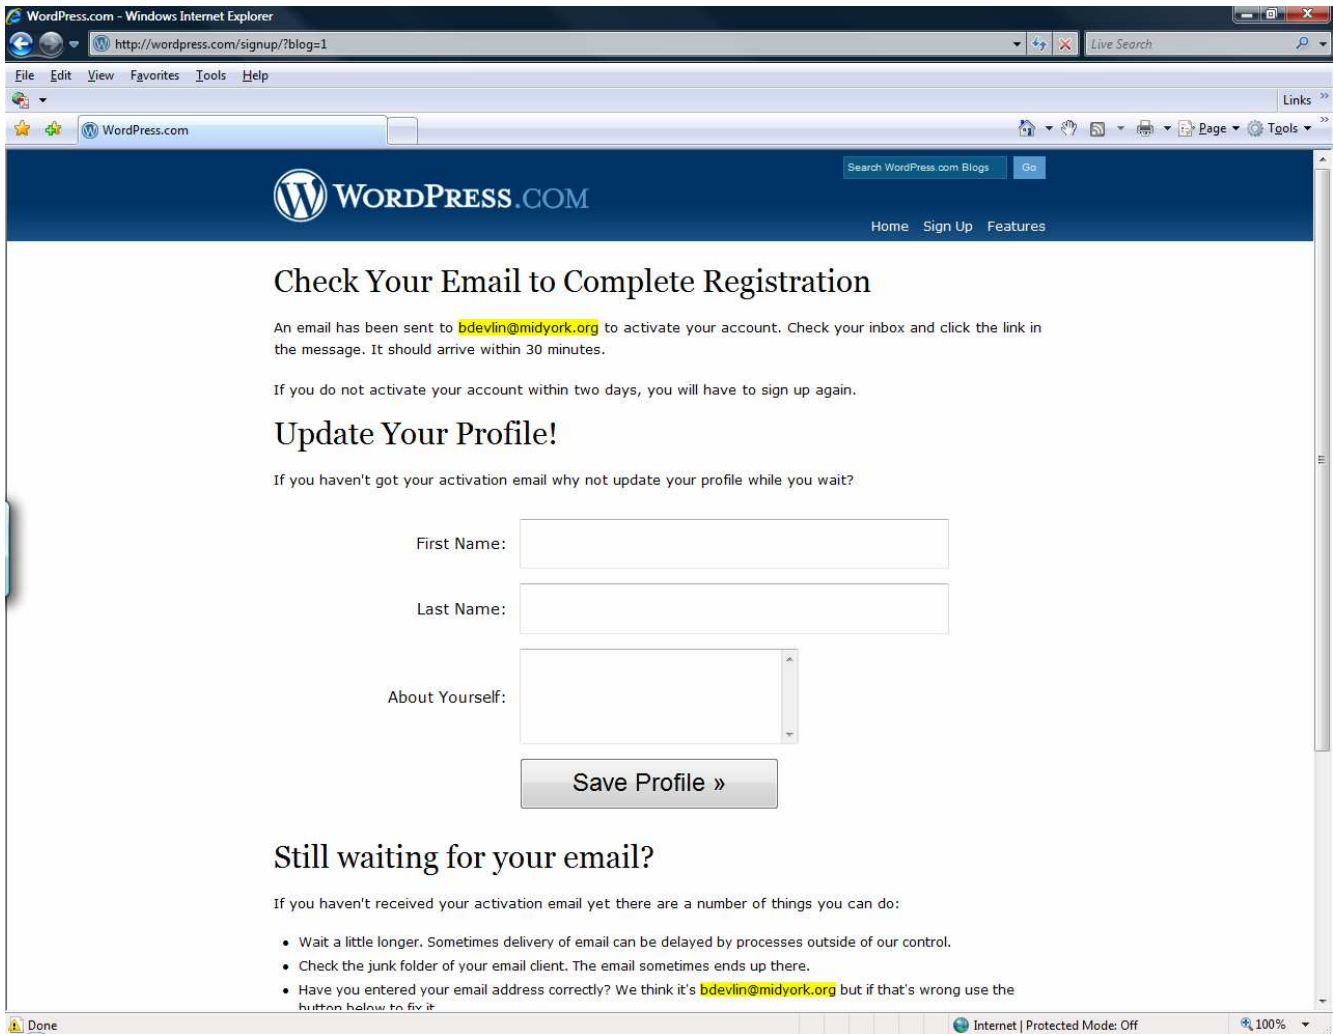 WordPress.com - Windows Internet Explorer
http://wordpress.com/signup/?blog=1
Live Search
File Edit View Favorites Tools Help
Links »
WordPress.com
Page Tools »
Search WordPress.com Blogs Go
WORDPRESS.COM
Home Sign Up Features
Check Your Email to Complete Registration
An email has been sent to bdevlin@midyork.org to activate your account. Check your inbox and click the link in
the message. It should arrive within 30 minutes.
If you do not activate your account within two days, you will have to sign up again.
Update Your Profile!
If you haven't got your activation email why not update your profile while you wait?
First Name:
Last Name:
About Yourself:
Save Profile »
Still waiting for your email?
If you haven't received your activation email yet there are a number of things you can do:
• Wait a little longer. Sometimes delivery of email can be delayed by processes outside of our control.
• Check the junk folder of your email client. The email sometimes ends up there.
• Have you entered your email address correctly? We think it's bdevlin@midyork.org but if that's wrong use the
button below to fix it
Done
Internet | Protected Mode: Off
100%